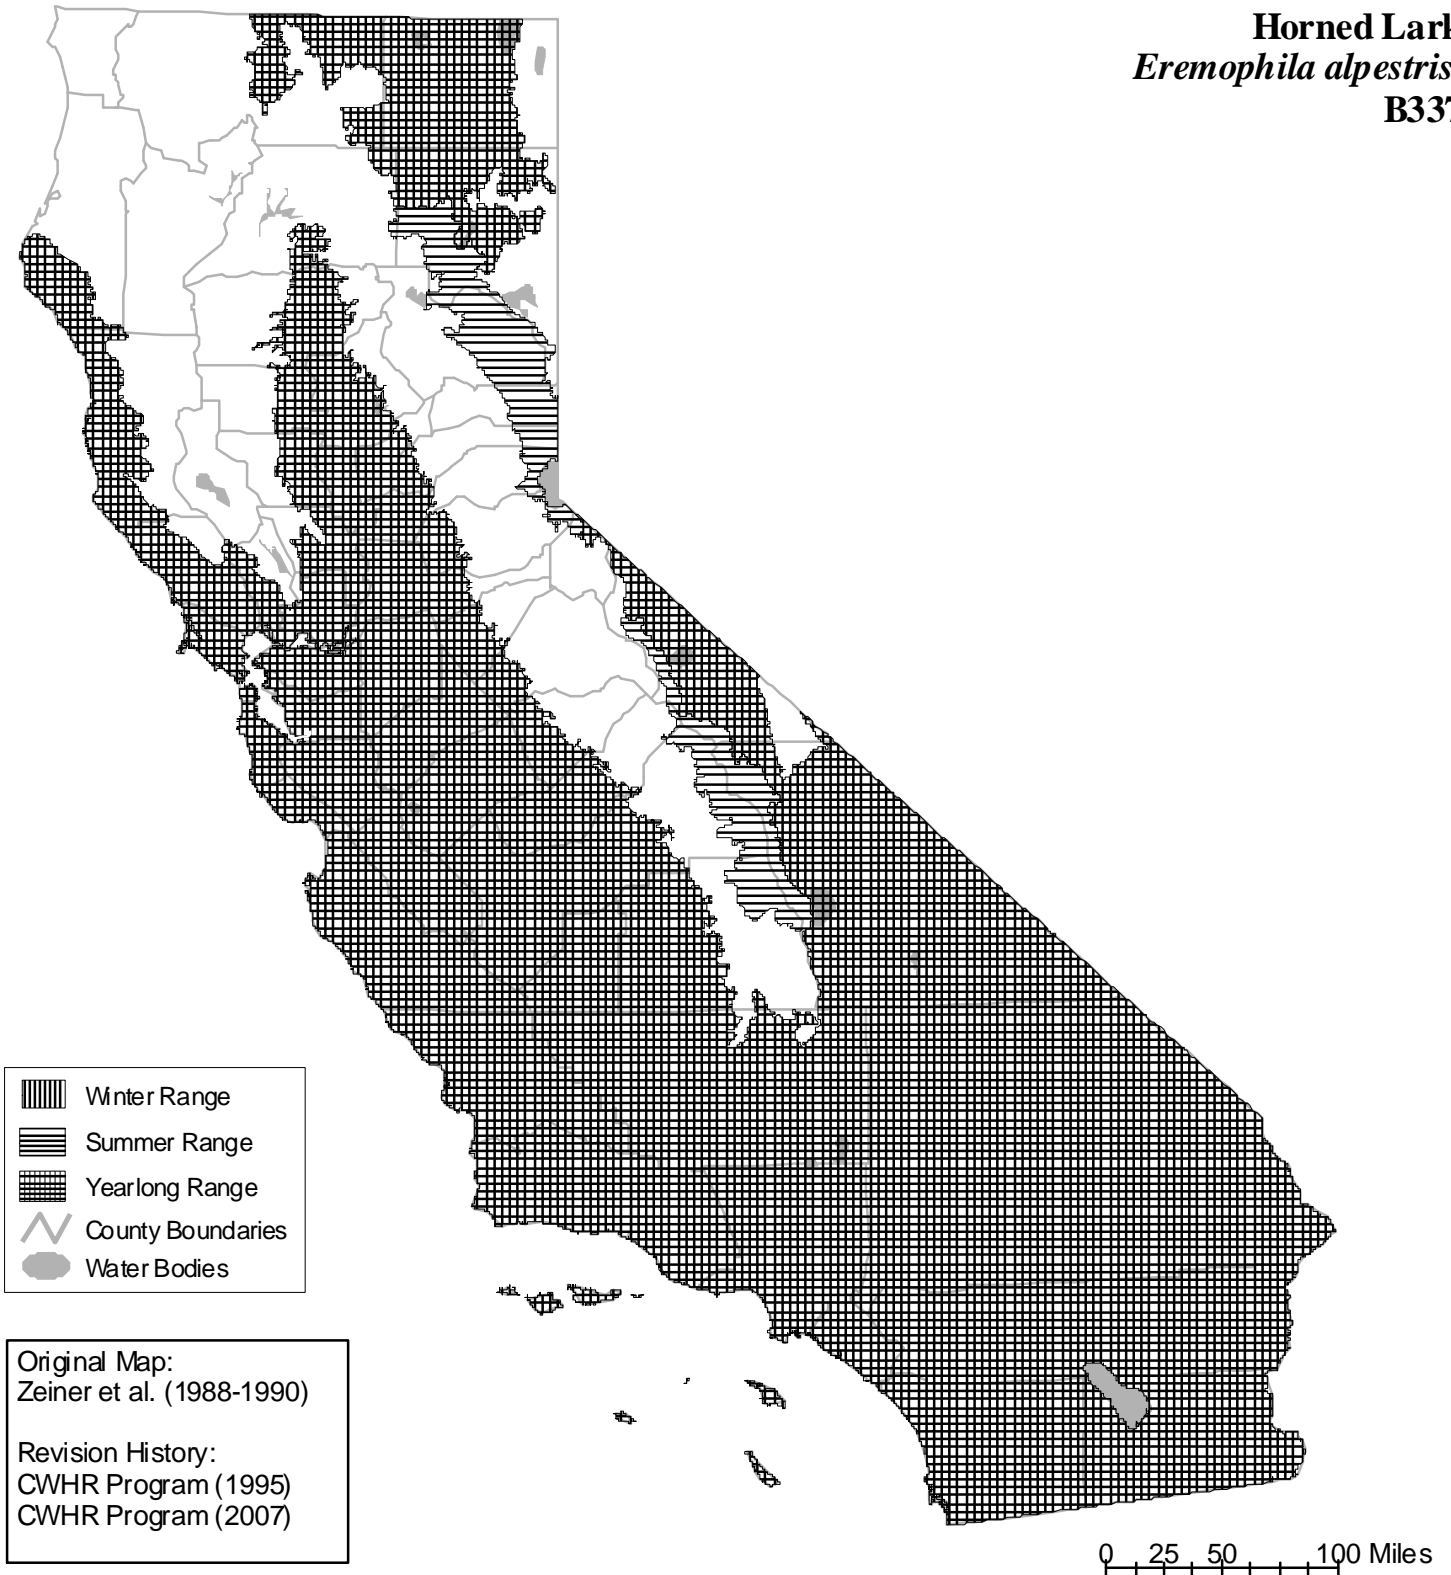 Horned Lark
Eremophila alpestris
B337
Winter Range
Summer Range
Yearlong Range
County Boundaries
Water Bodies
Original Map:
Zeiner et al. (1988-1990)
Revision History:
CWHR Program (1995)
CWHR Program (2007)
0 25 50 100 Miles